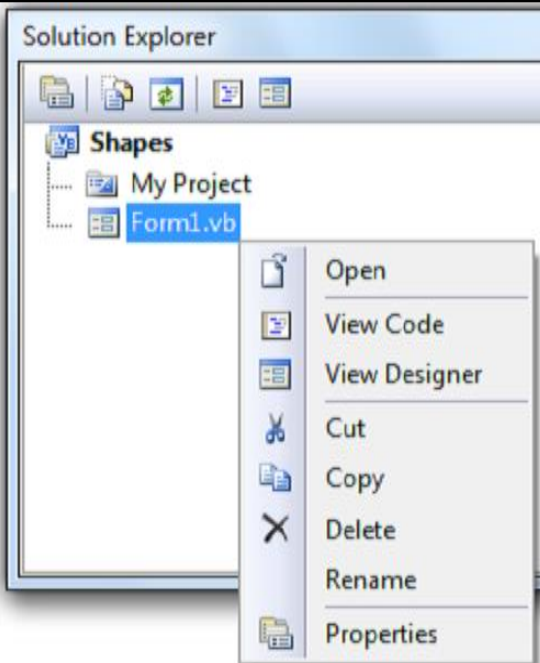 Solution Explorer
Shapes
My Project
Form1.vb
Open
View Code
View Designer
Cut
Copy
Delete
Rename
Properties